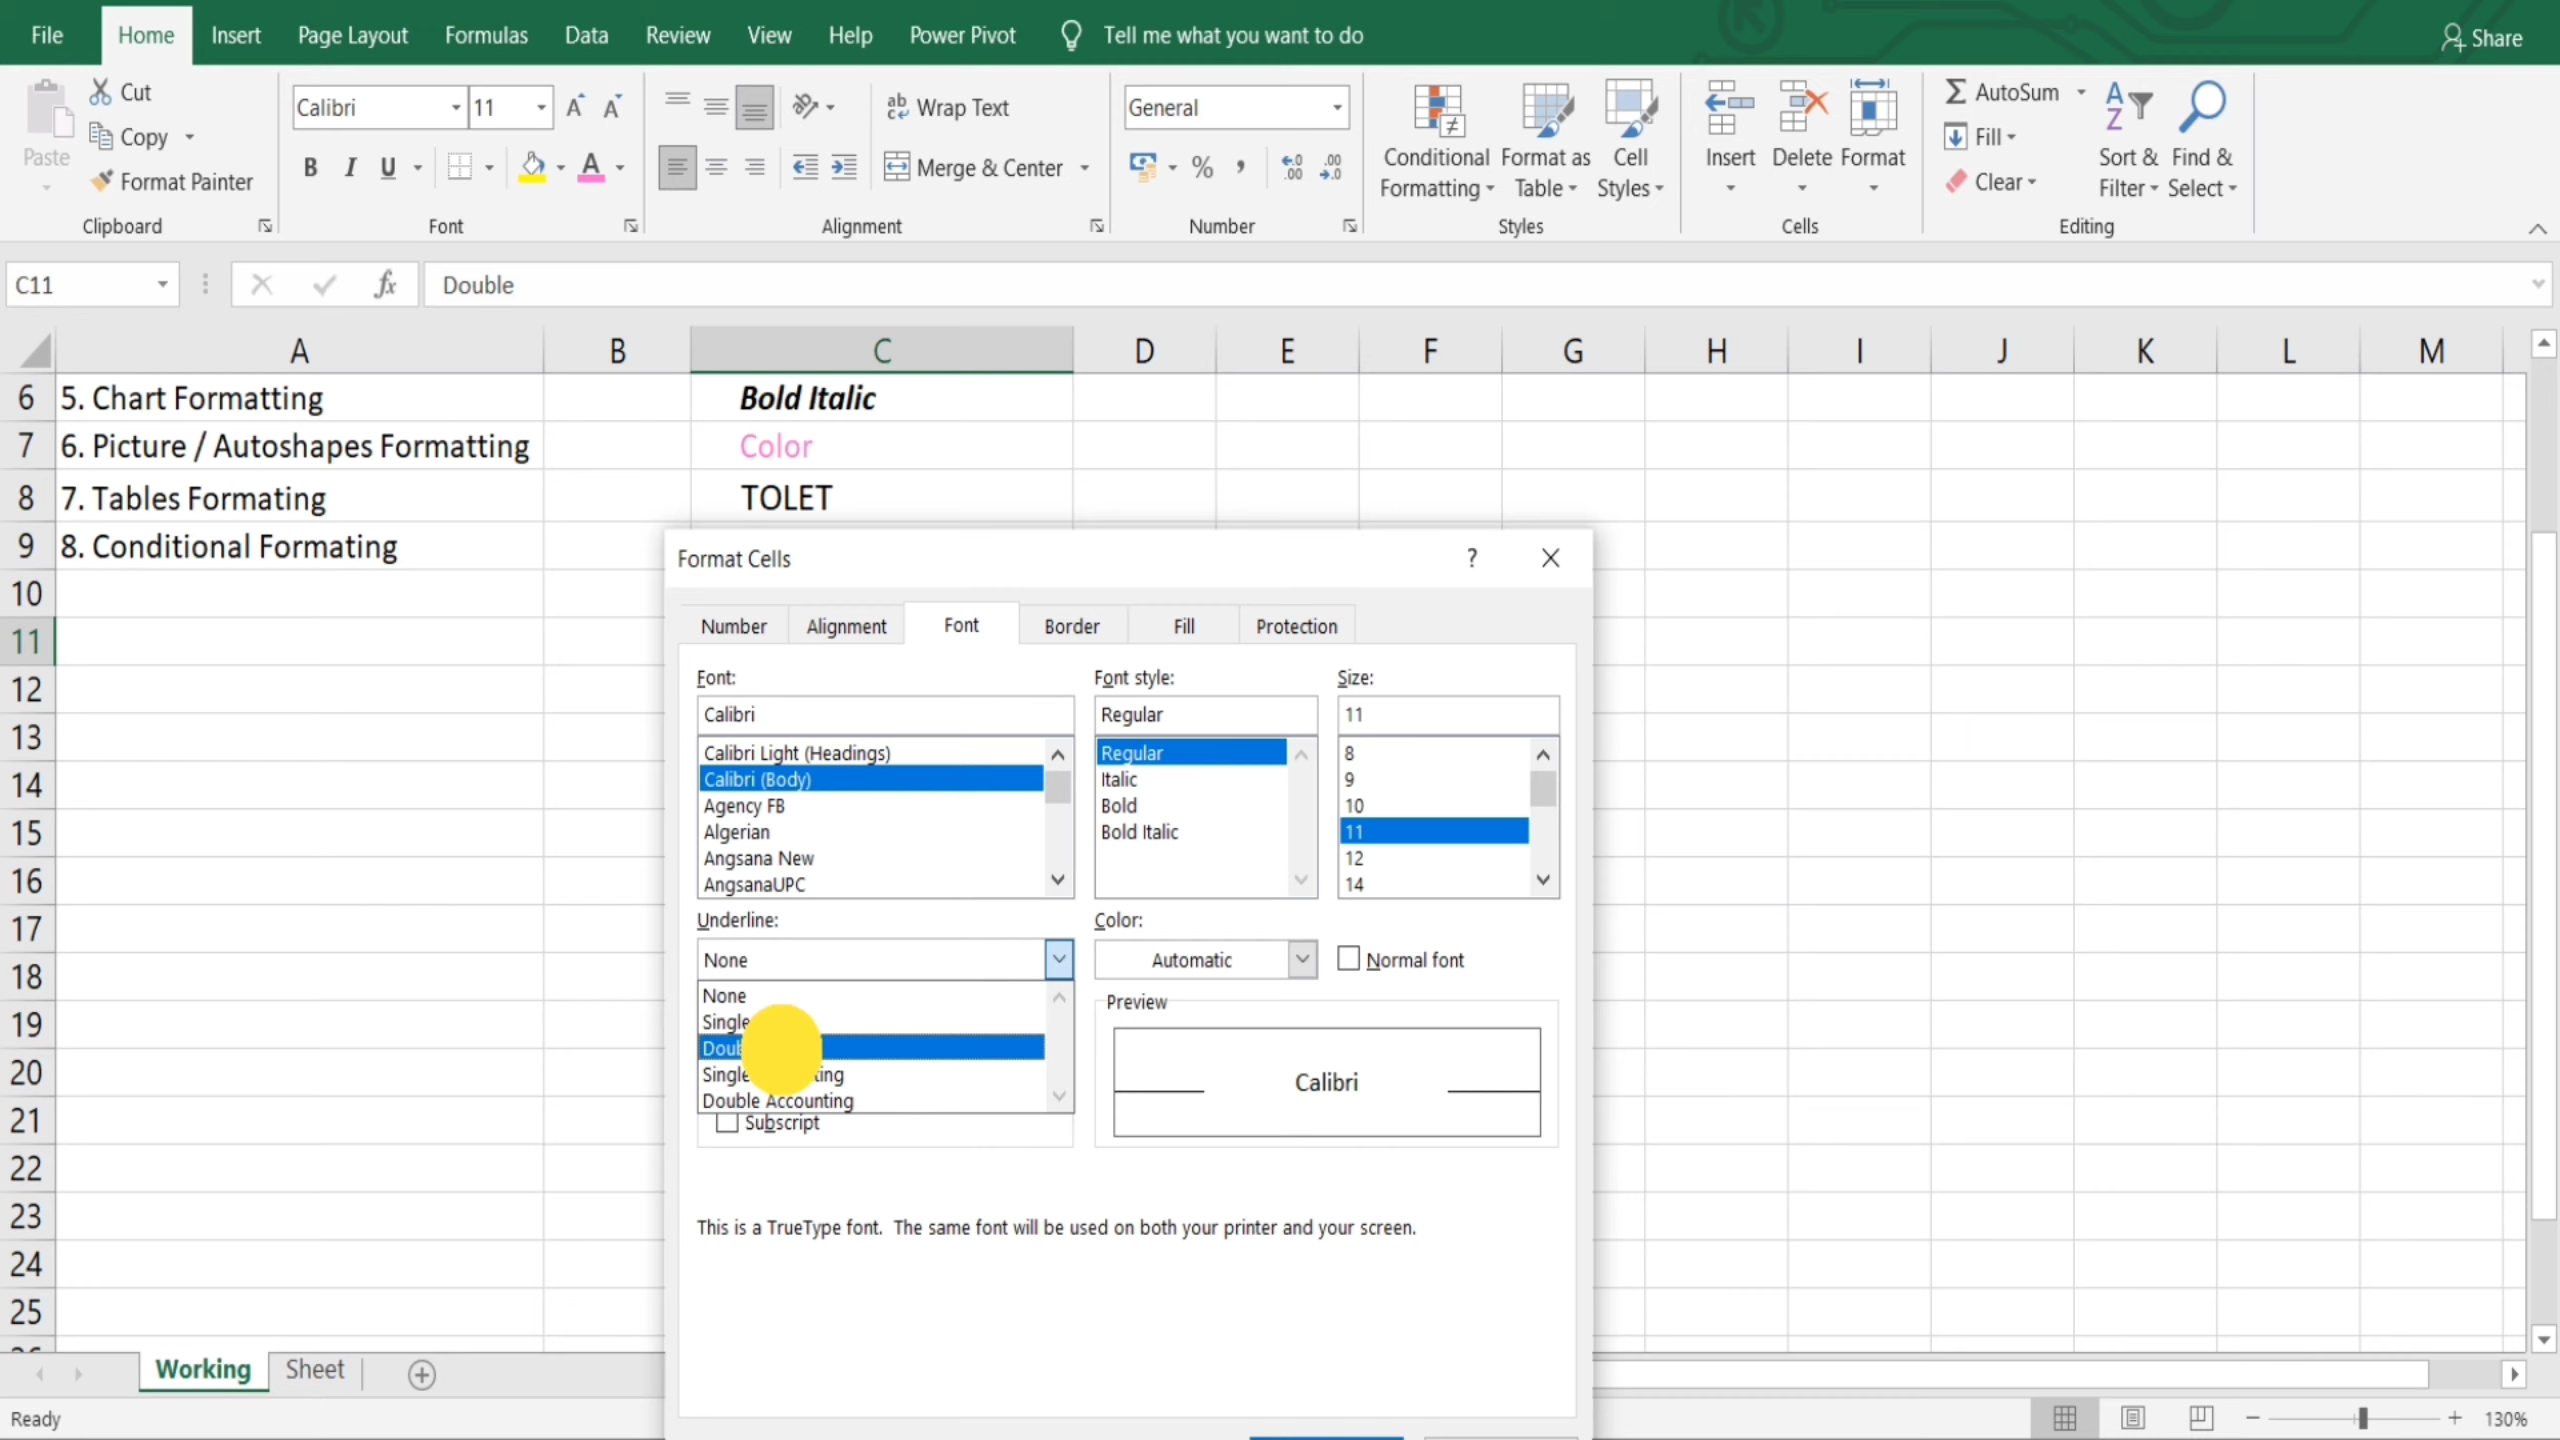 File Home Insert Page Layout Formulas Data Review View Help Power Pivot Tell me what you want to do Share
Paste
Cut
Copy
Format Painter
Clipboard
Calibri 11
B I U A
Font
ab Wrap Text
Merge & Center
Alignment
General
% , .0 .00 .00 .0
Number
Conditional Formatting
Format as Table
Cell Styles
Styles
Insert
Delete
Format
Cells
AutoSum
Fill
Clear
Sort & Filter
Find & Select
Editing
C11 fx Double
A B C D E F G H I J K L M
6 5. Chart Formatting Bold Italic
7 6. Picture / Autoshapes Formatting Color
8 7. Tables Formating TOLET
9 8. Conditional Formating
10
11
12
13
14
15
16
17
18
19
20
21
22
23
24
25
Format Cells ?
Number Alignment Font Border Fill Protection
Font: Font style: Size:
Calibri Regular 11
Calibri Light (Headings) Regular 8
Calibri (Body) Italic 9
Agency FB Bold 10
Algerian Bold Italic 11
Angsana New 12
AngsanaUPC 14
Underline: Color:
None Automatic Normal font
None
Single
Single
Double Accounting
Subscript
Preview
Calibri
This is a TrueType font. The same font will be used on both your printer and your screen.
Working Sheet
Ready 130%